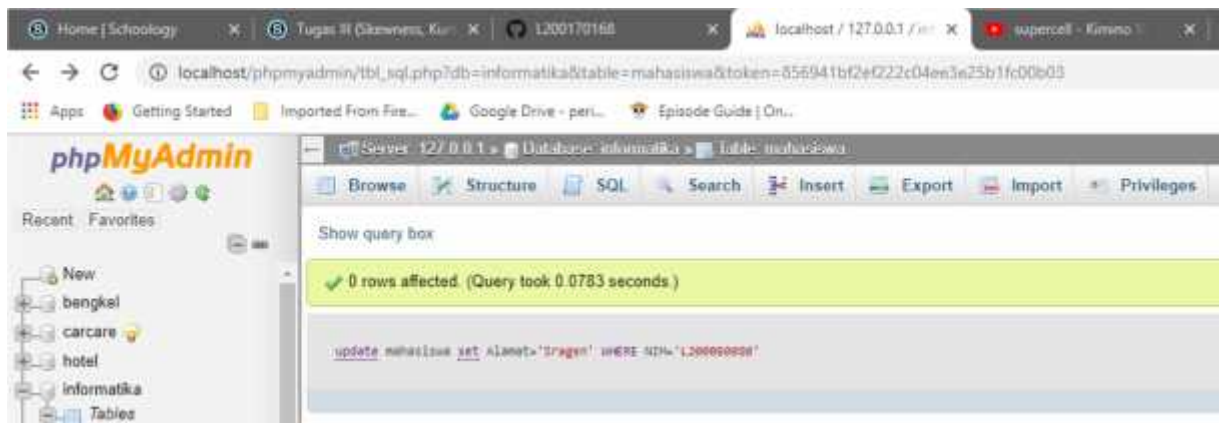 Home | Schoology
Tugas III (Skewness, Kur
L200170168
localhost / 127.0.0.1 /
supercell - Kimino
localhost/phpmyadmin/tbl_sql.php?db=informatika&table=mahasiswa&token=856941bf2ef222c04ee3e25b1fc00b03
Apps Getting Started Imported From Fire... Google Drive - peri... Episode Guide | On...
phpMyAdmin
Server: 127.0.0.1 » Database: informatika » Table: mahasiswa
Browse Structure SQL Search Insert Export Import Privileges
Recent Favorites
Show query box
New
0 rows affected. (Query took 0.0783 seconds.)
bengkel
carcare
update mahasiswa set Alamat='Sragen' WHERE
hotel
informatika
Tables